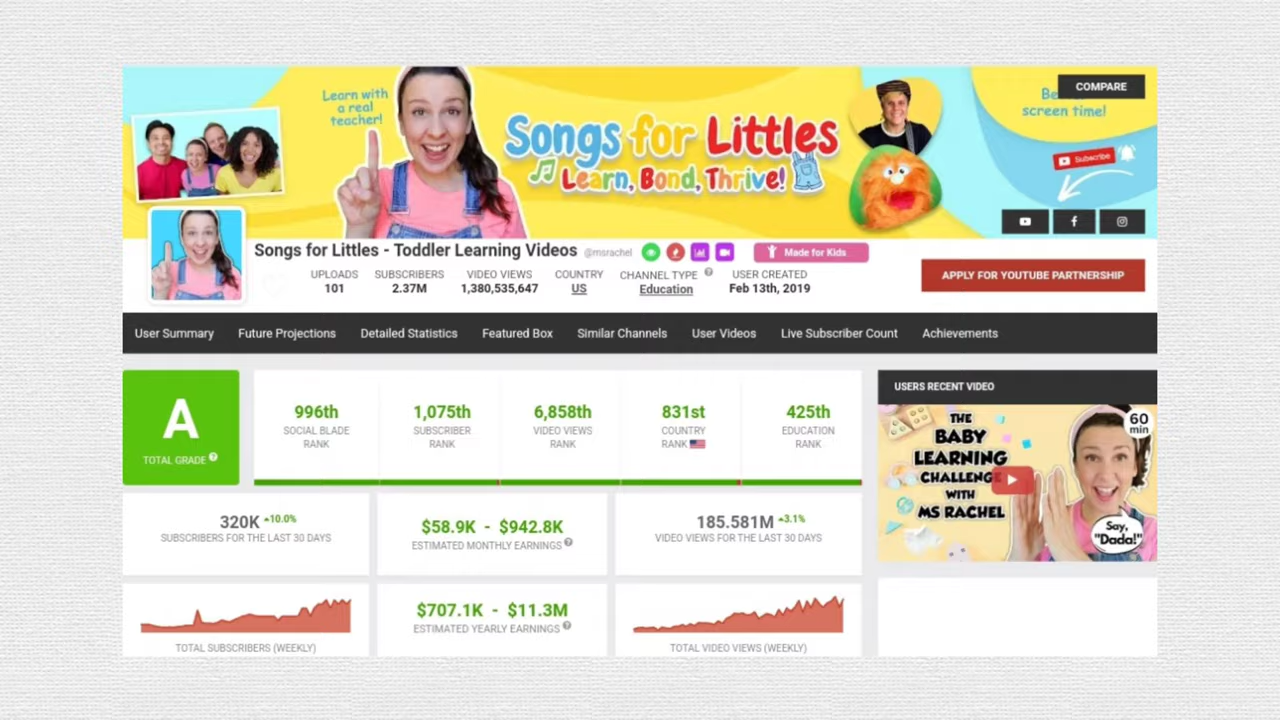 Learn with
a real
teacher!
Songs for Littles
Learn, Bond, Thrive!
Be
screen time!
COMPARE
Subscribe
Songs for Littles - Toddler Learning Videos @msrachel Made for Kids
UPLOADS SUBSCRIBERS VIDEO VIEWS COUNTRY CHANNEL TYPE ? USER CREATED
101 2.37M 1,380,535,647 US Education Feb 13th, 2019
APPLY FOR YOUTUBE PARTNERSHIP
User Summary Future Projections Detailed Statistics Featured Box Similar Channels User Videos Live Subscriber Count Achievements
A
TOTAL GRADE ?
996th
SOCIAL BLADE
RANK
1,075th
SUBSCRIBER
RANK
6,858th
VIDEO VIEWS
RANK
831st
COUNTRY
RANK
425th
EDUCATION
RANK
USERS RECENT VIDEO
THE
BABY
LEARNING
CHALLENGE
WITH
MS RACHEL
60
min
Say,
"Dada!"
320K 10.0%
SUBSCRIBERS FOR THE LAST 30 DAYS
$58.9K - $942.8K
ESTIMATED MONTHLY EARNINGS ?
185.581M 3.1%
VIDEO VIEWS FOR THE LAST 30 DAYS
TOTAL SUBSCRIBERS (WEEKLY)
$707.1K - $11.3M
ESTIMATED YEARLY EARNINGS ?
TOTAL VIDEO VIEWS (WEEKLY)